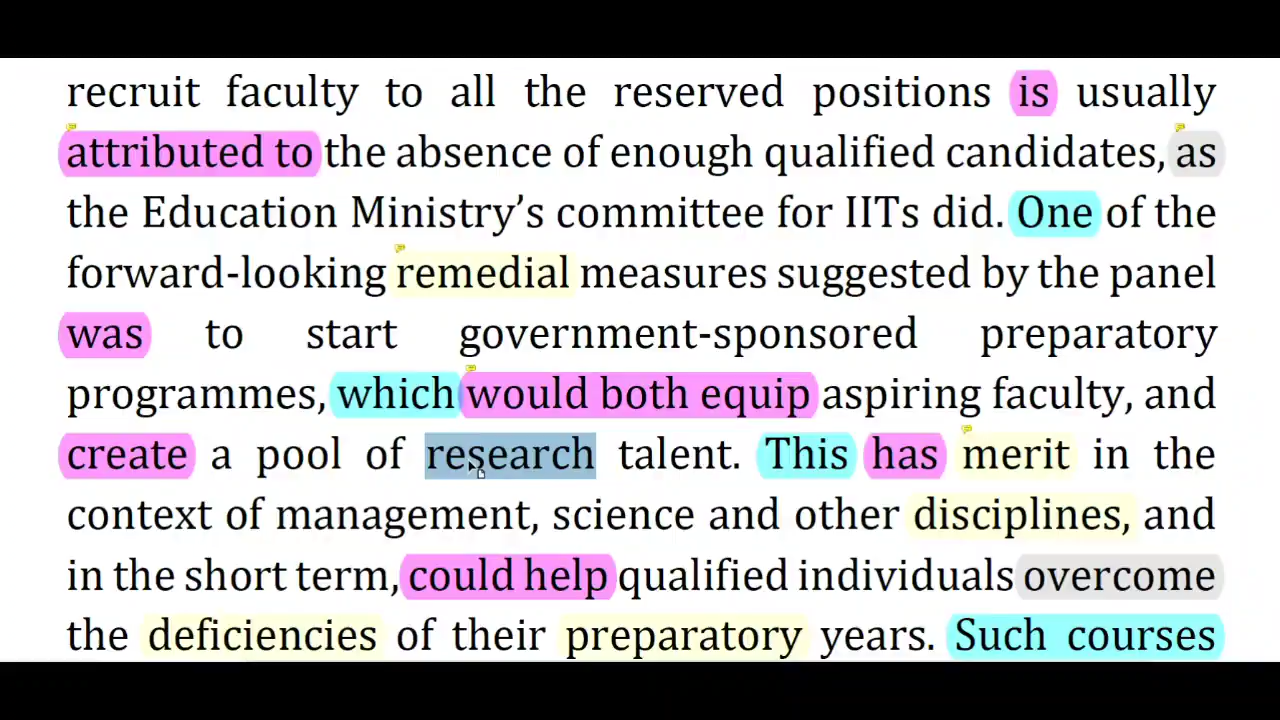 recruit faculty to all the reserved positions is usually
attributed to the absence of enough qualified candidates, as
the Education Ministry’s committee for IITs did. One of the
forward-looking remedial measures suggested by the panel
was to start government-sponsored preparatory
programmes, which would both equip aspiring faculty, and
create a pool of research talent. This has merit in the
context of management, science and other disciplines, and
in the short term, could help qualified individuals overcome
the deficiencies of their preparatory years. Such courses